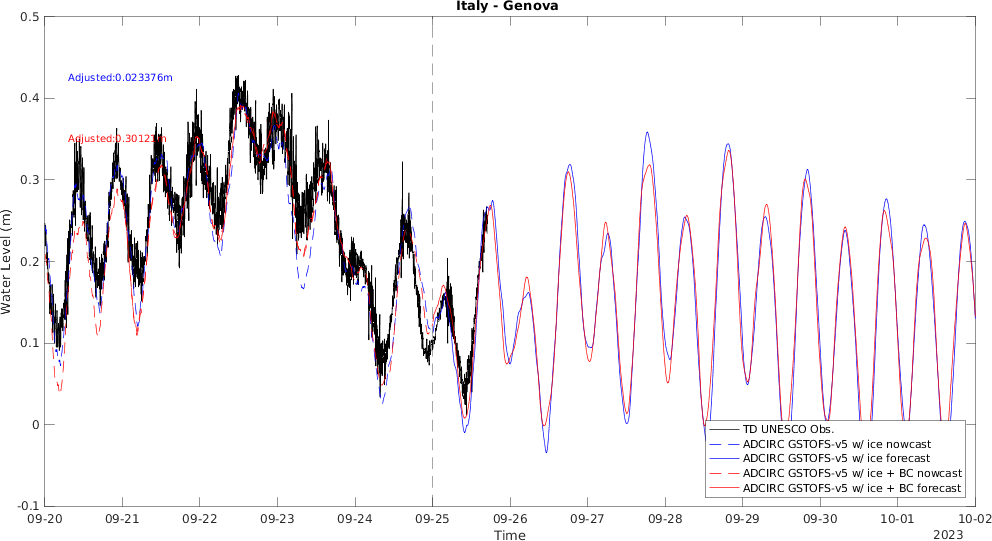 Italy - Genova
0.5
0.4
0.3
0.2
0.1
0
-0.1
Water Level (m)
Adjusted:0.023376m
TD UNESCO Obs.
ADCIRC GSTOFS-v5 w/ ice nowcast
ADCIRC GSTOFS-v5 w/ ice forecast
ADCIRC GSTOFS-v5 w/ ice + BC nowcast
ADCIRC GSTOFS-v5 w/ ice + BC forecast
09-20 09-21 09-22 09-23 09-24 09-25 09-26 09-27 09-28 09-29 09-30 10-01 10-02
Time
2023